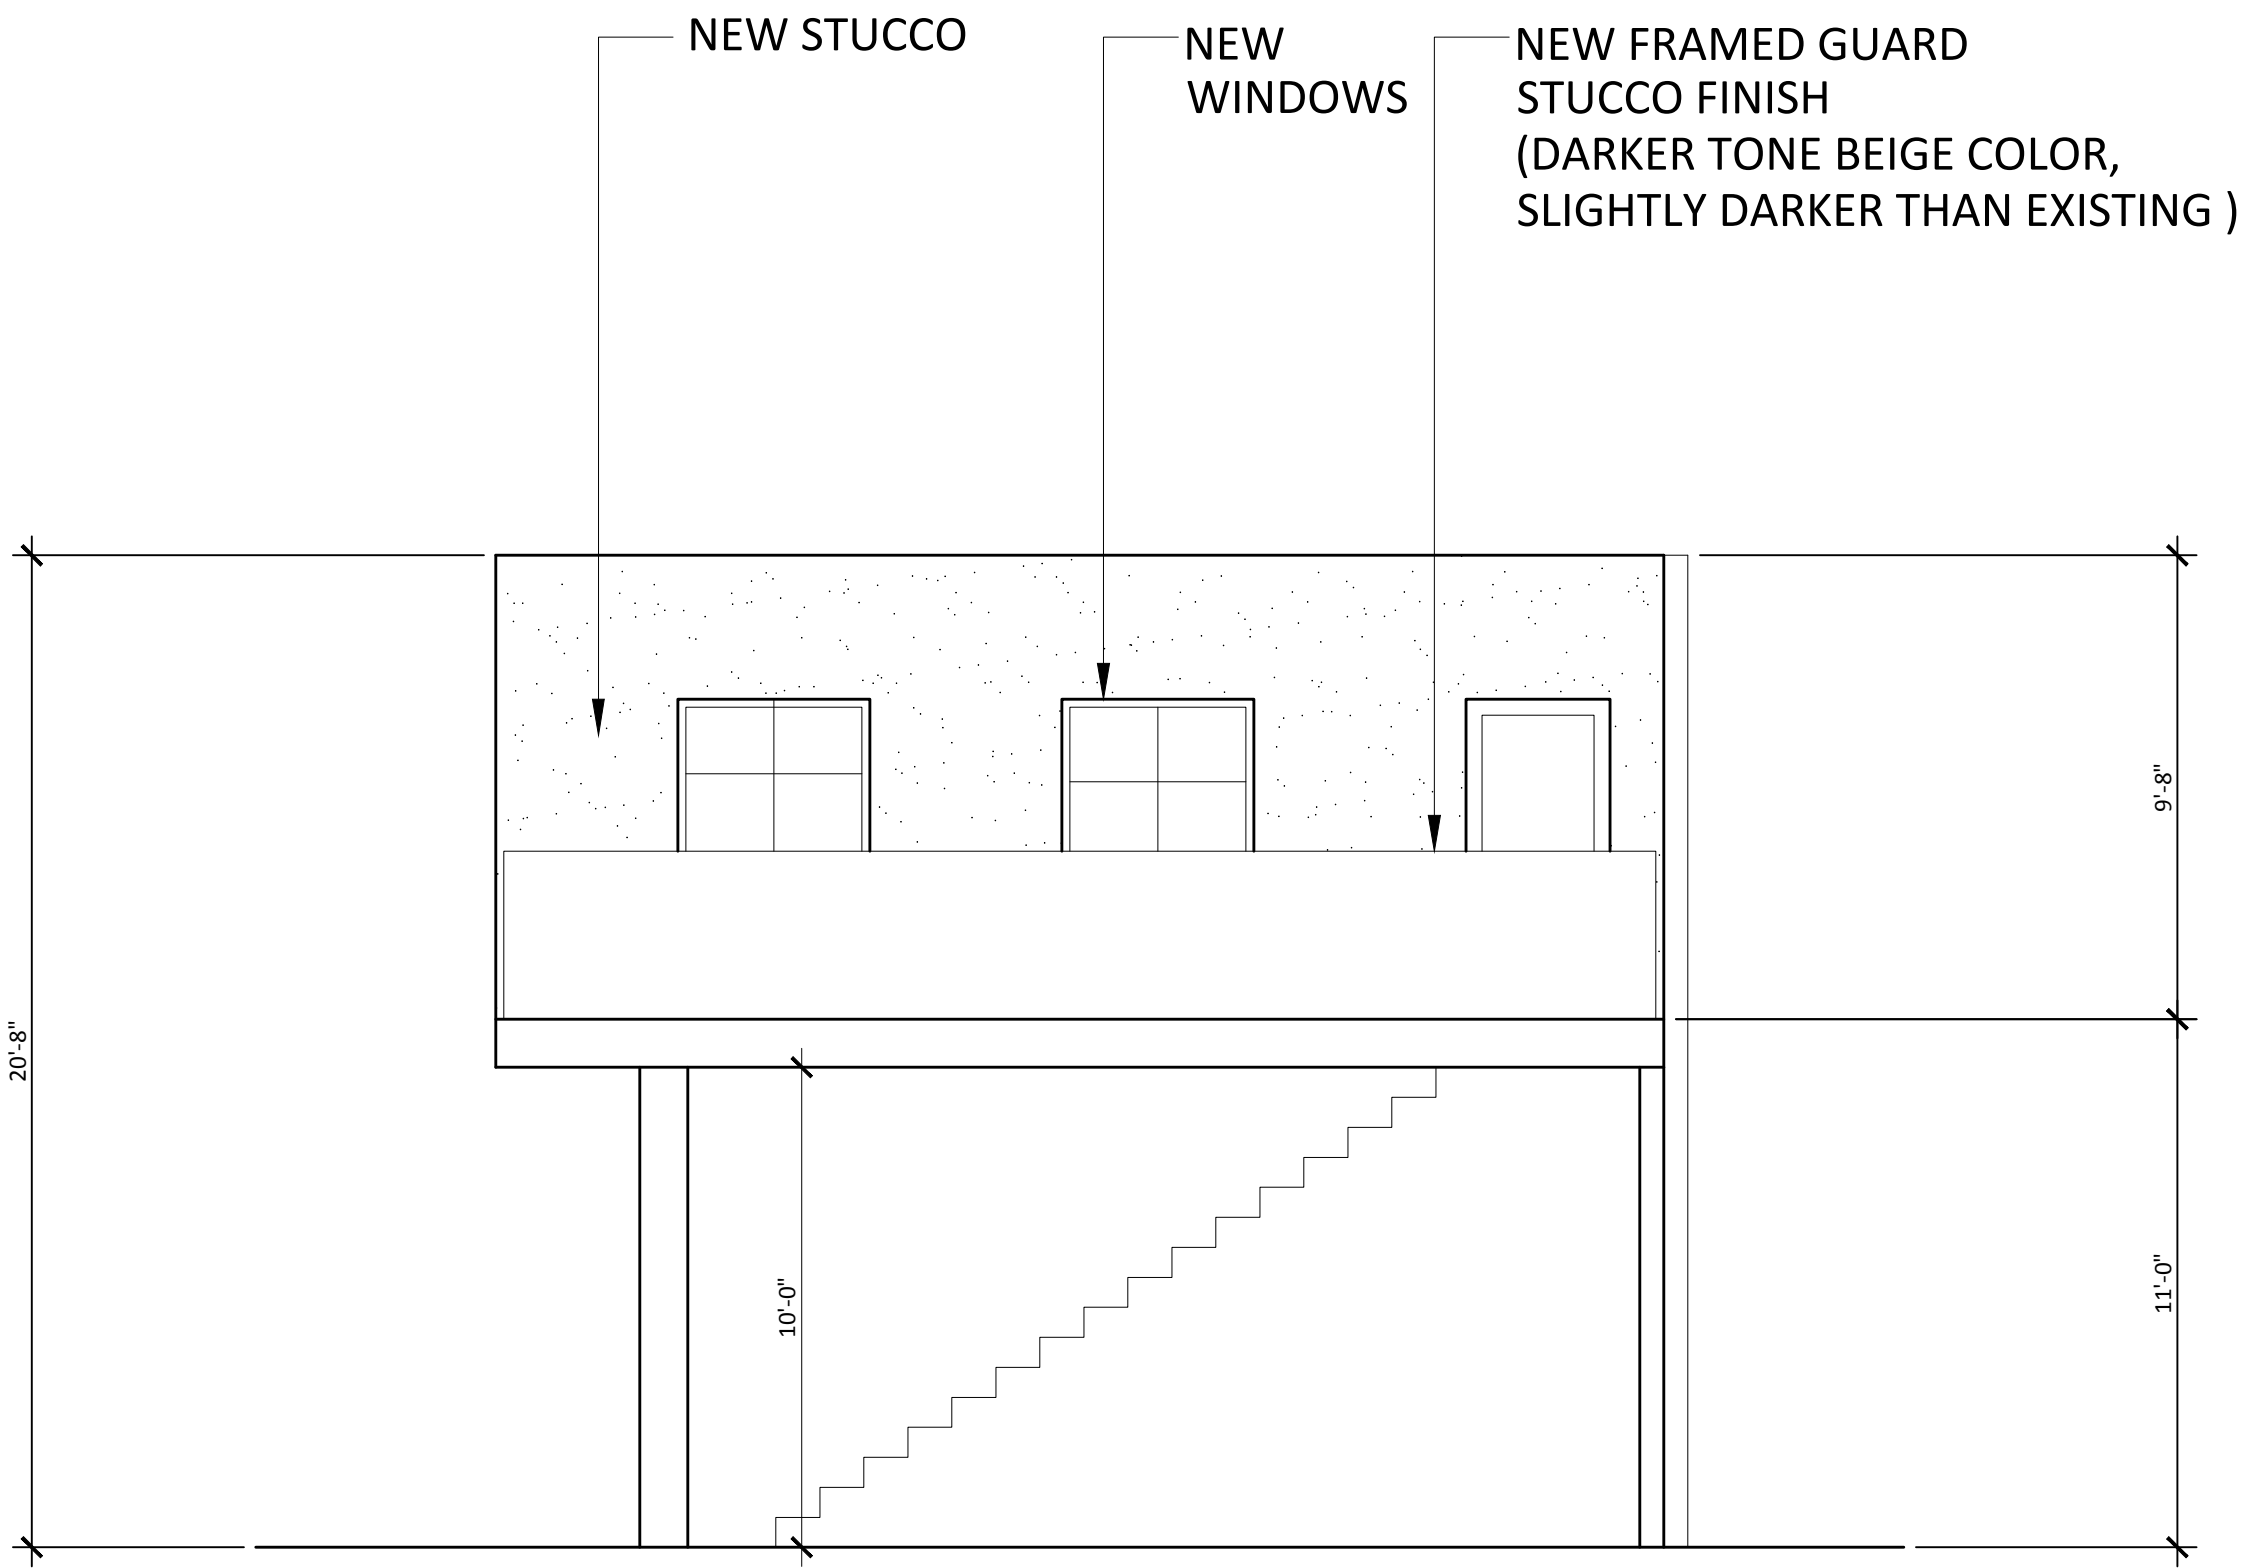 NEW STUCCO
NEW
WINDOWS
NEW FRAMED GUARD
STUCCO FINISH
(DARKER TONE BEIGE COLOR,
SLIGHTLY DARKER THAN EXISTING )
20'-8"
9'-8"
10'-0"
11'-0"